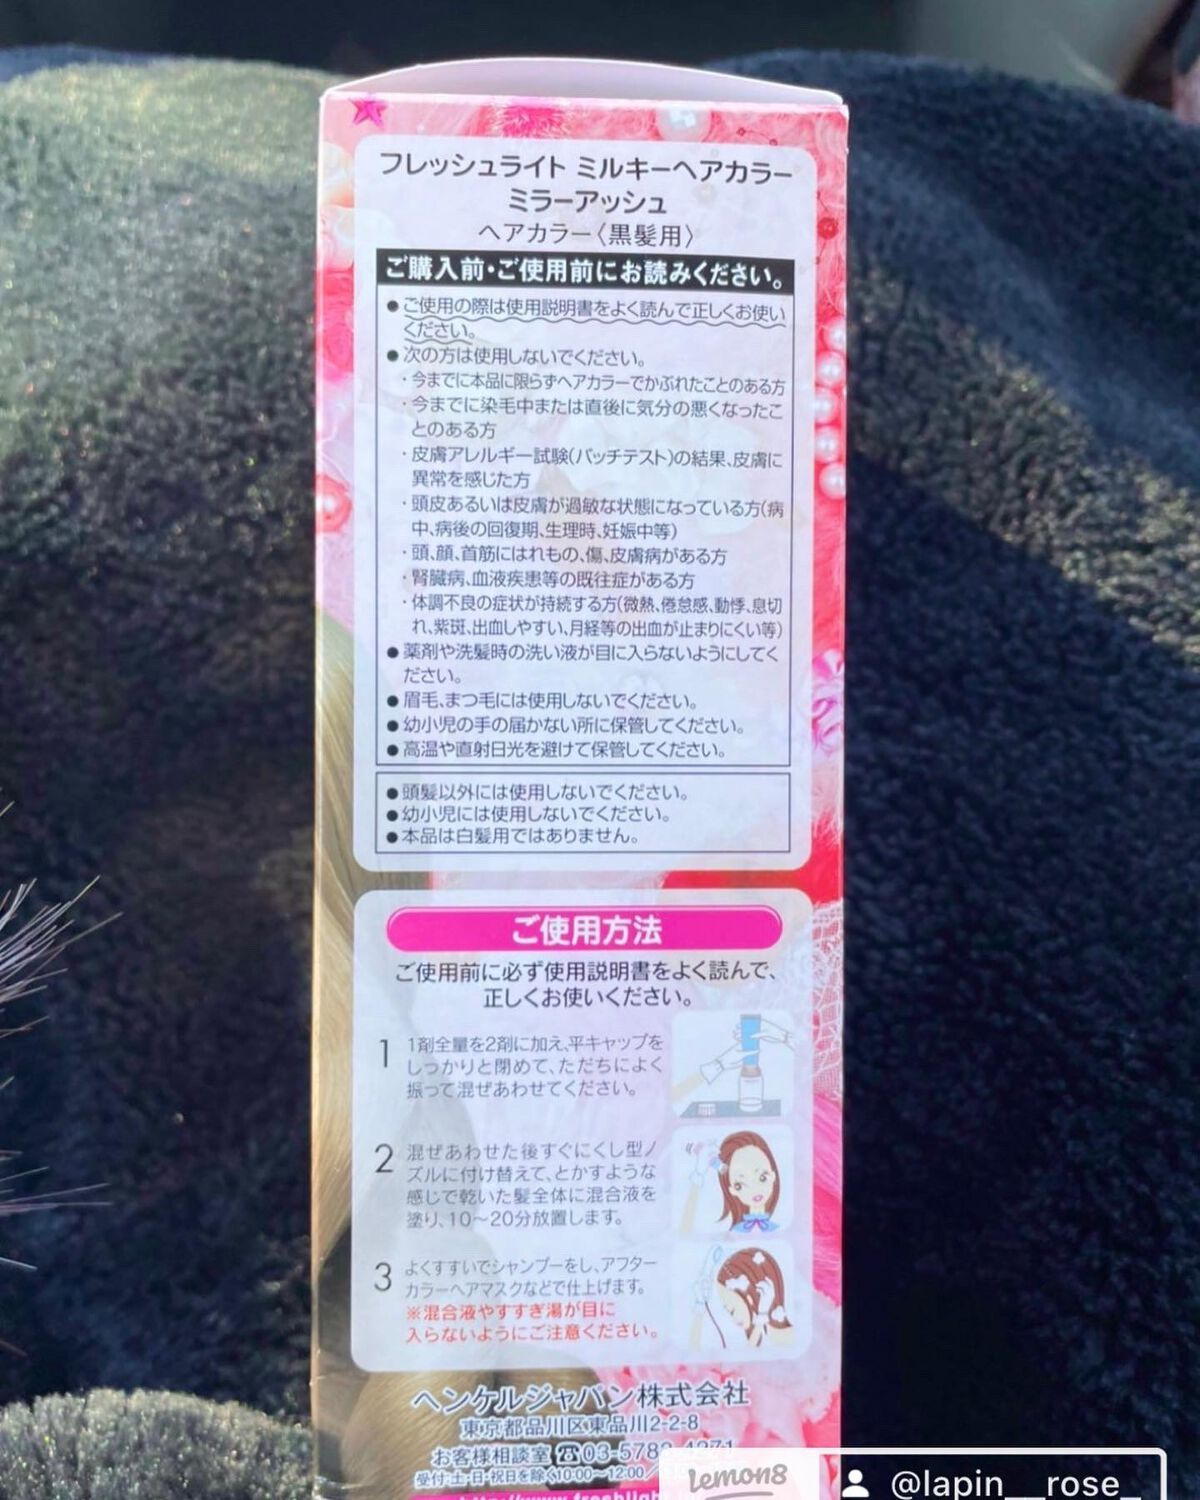 フレッシュライト ミルキーヘアカラー
ミラーアッシュ
ヘアカラー〈黒髪用〉
ご購入前・ご使用前にお読みください。
●ご使用の際は使用説明書をよく読んで正しくお使い
ください。
●次の方は使用しないでください。
・今までに本品に限らずヘアカラーでかぶれたことのある方
・今までに染毛中または直後に気分の悪くなったこ
とのある方
・皮膚アレルギー試験(パッチテスト)の結果、皮膚に
異常を感じた方
・頭皮あるいは皮膚が過敏な状態になっている方(病
中、病後の回復期、生理時、妊娠中等)
・頭、顔、首筋にはれもの、傷、皮膚病がある方
・腎臓病、血液疾患等の既往症がある方
・体調不良の症状が持続する方(微熱、倦怠感、動悸、息切
れ、紫斑、出血しやすい、月経等の出血が止まりにくい等)
●薬剤や洗髪時の洗い液が目に入らないようにしてく
ださい。
●眉毛、まつ毛には使用しないでください。
●幼小児の手の届かない所に保管してください。
●高温や直射日光を避けて保管してください。
●頭髪以外には使用しないでください。
●幼小児には使用しないでください。
●本品は白髪用ではありません。
ご使用方法
ご使用前に必ず使用説明書をよく読んで、
正しくお使いください。
1 1剤全量を2剤に加え、平キャップを
しっかりと閉めて、ただちによく
振って混ぜあわせてください。
2 混ぜあわせた後すぐにくし型ノ
ズルに付け替えて、とかすような
感じで乾いた髪全体に混合液を
塗り、10〜20分放置します。
3 よくすすいでシャンプーをし、アフター
カラーヘアマスクなどで仕上げます。
※混合液やすすぎ湯が目に
入らないようにご注意ください。
ヘンケルジャパン株式会社
東京都品川区東品川2-2-8
お客様相談室 ☎03-5783-4271
受付:土・日・祝日を除く10:00〜12:00/
lemon8 @lapin__rose_